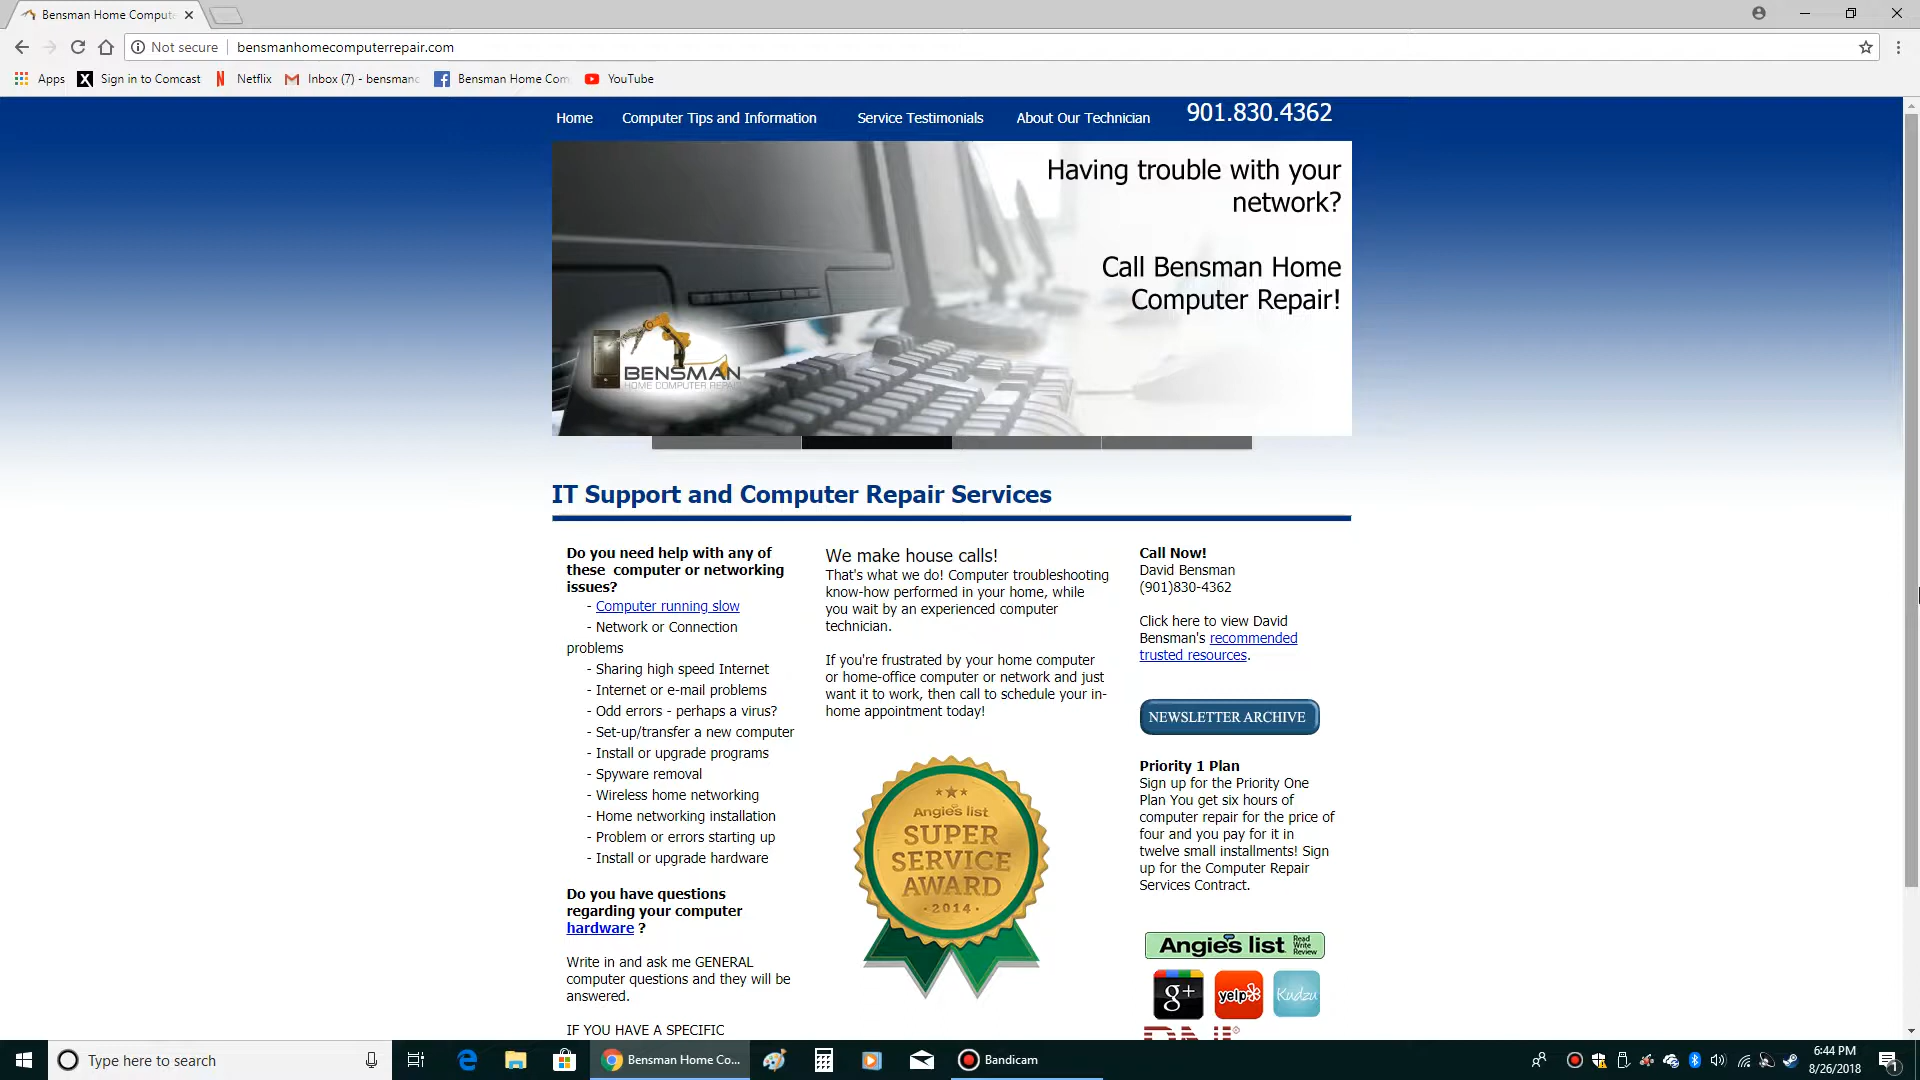 Bensman Home Compute
Not secure
bensmanhomecomputerrepair.com
Apps
Sign in to Comcast
Netflix
Inbox (7) - bensmanc
Bensman Home Com
YouTube
Home
Computer Tips and Information
Service Testimonials
About Our Technician
901.830.4362
Having trouble with your
network?
Call Bensman Home
Computer Repair!
BENSMAN
HOME COMPUTER REPAIR
IT Support and Computer Repair Services
Do you need help with any of
these computer or networking
issues?
- Computer running slow
- Network or Connection
problems
- Sharing high speed Internet
- Internet or e-mail problems
- Odd errors - perhaps a virus?
- Set-up/transfer a new computer
- Install or upgrade programs
- Spyware removal
- Wireless home networking
- Home networking installation
- Problem or errors starting up
- Install or upgrade hardware
Do you have questions
regarding your computer
hardware ?
Write in and ask me GENERAL
computer questions and they will be
answered.
IF YOU HAVE A SPECIFIC
We make house calls!
That's what we do! Computer troubleshooting
know-how performed in your home, while
you wait by an experienced computer
technician.
If you're frustrated by your home computer
or home-office computer or network and just
want it to work, then call to schedule your in-
home appointment today!
Angie's list
SUPER
SERVICE
AWARD
·2014·
Call Now!
David Bensman
(901)830-4362
Click here to view David
Bensman's recommended
trusted resources.
NEWSLETTER ARCHIVE
Priority 1 Plan
Sign up for the Priority One
Plan You get six hours of
computer repair for the price of
four and you pay for it in
twelve small installments! Sign
up for the Computer Repair
Services Contract.
Angie's list
Read
Write
Review
g+
yelp
Kudzu
Type here to search
Bensman Home Co...
Bandicam
6:44 PM
8/26/2018
1